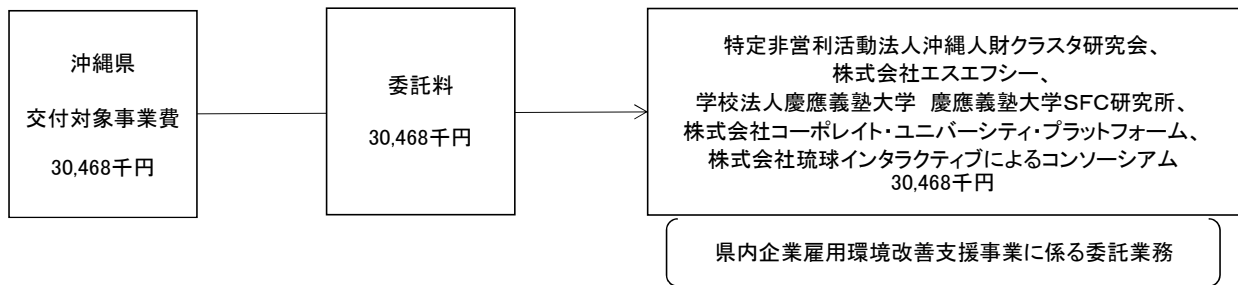 沖縄県
交付対象事業費
30,468千円
委託料
30,468千円
特定非営利活動法人沖縄人財クラスタ研究会、
株式会社エスエフシー、
学校法人慶應義塾大学　慶應義塾大学SFC研究所、
株式会社コーポレイト・ユニバーシティ・プラットフォーム、
株式会社琉球インタラクティブによるコンソーシアム
30,468千円
県内企業雇用環境改善支援事業に係る委託業務